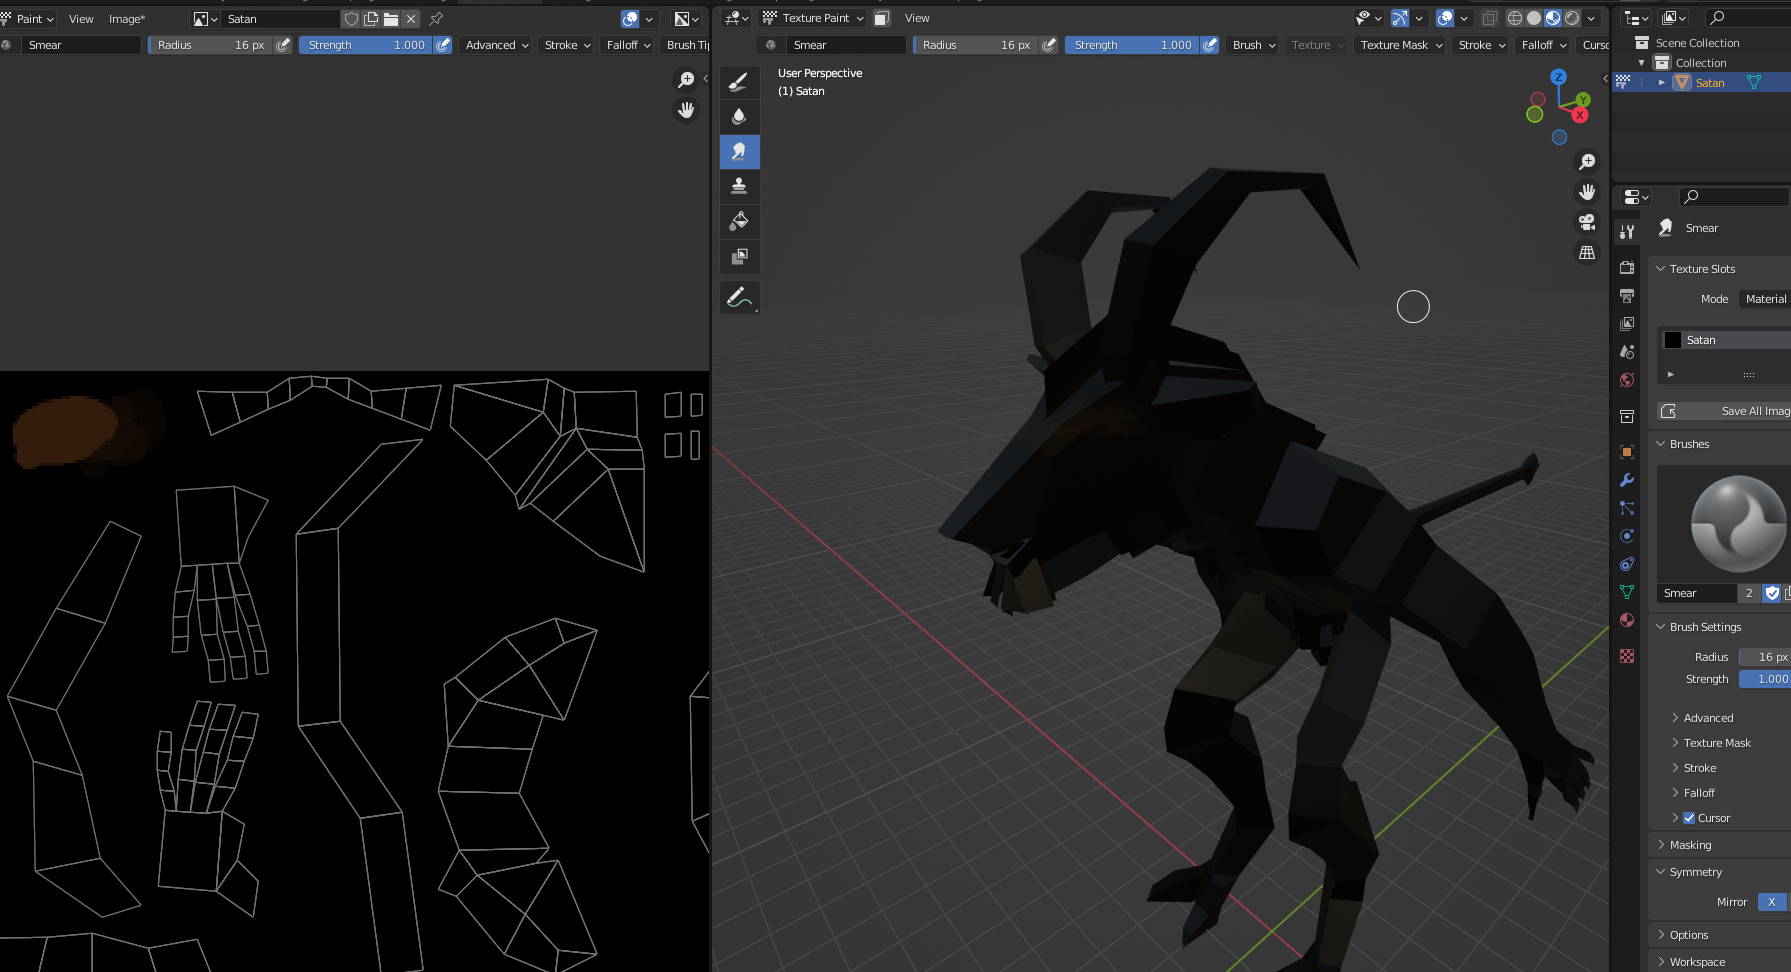 Paint View Image* Satan
Texture Paint View
Smear Radius 16 px Strength 1.000 Advanced Stroke Falloff Brush Tip
Smear Radius 16 px Strength 1.000 Brush Texture Texture Mask Stroke Falloff Curso
User Perspective
(1) Satan
Z
Y
X
Scene Collection
Collection
Satan
Smear
Texture Slots
Mode Material
Satan
Save All Imag
Brushes
Smear 2
Brush Settings
Radius 16 px
Strength 1.000
Advanced
Texture Mask
Stroke
Falloff
Cursor
Masking
Symmetry
Mirror X
Options
Workspace